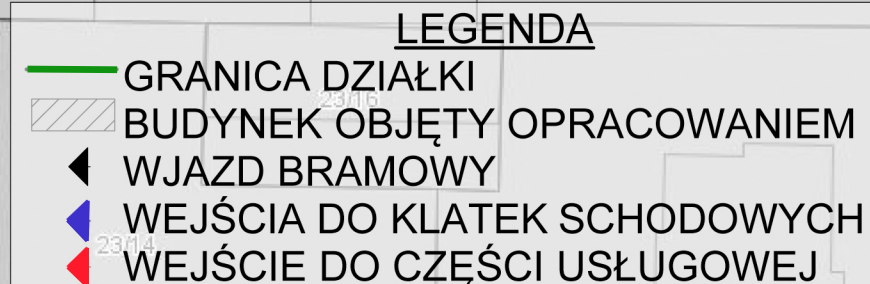 LEGENDA
GRANICA DZIAŁKI
23/16
BUDYNEK OBJĘTY OPRACOWANIEM
WJAZD BRAMOWY
WEJŚCIA DO KLATEK SCHODOWYCH
23/14
WEJŚCIE DO CZĘŚCI USŁUGOWEJ